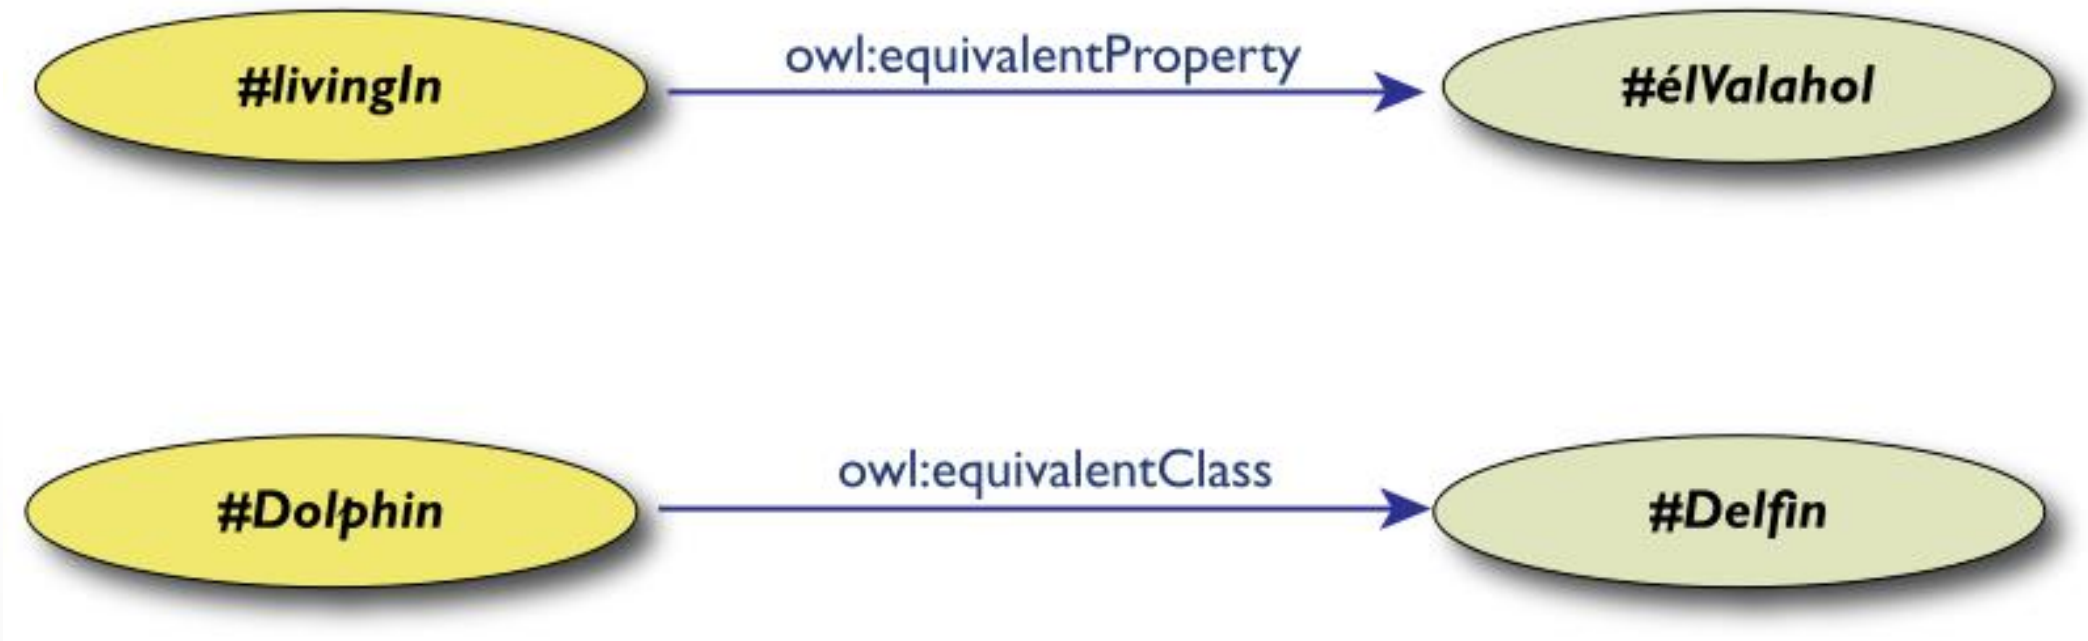 #livingIn
owl:equivalentProperty
#élValahol
#Dolphin
owl:equivalentClass
#Delfin